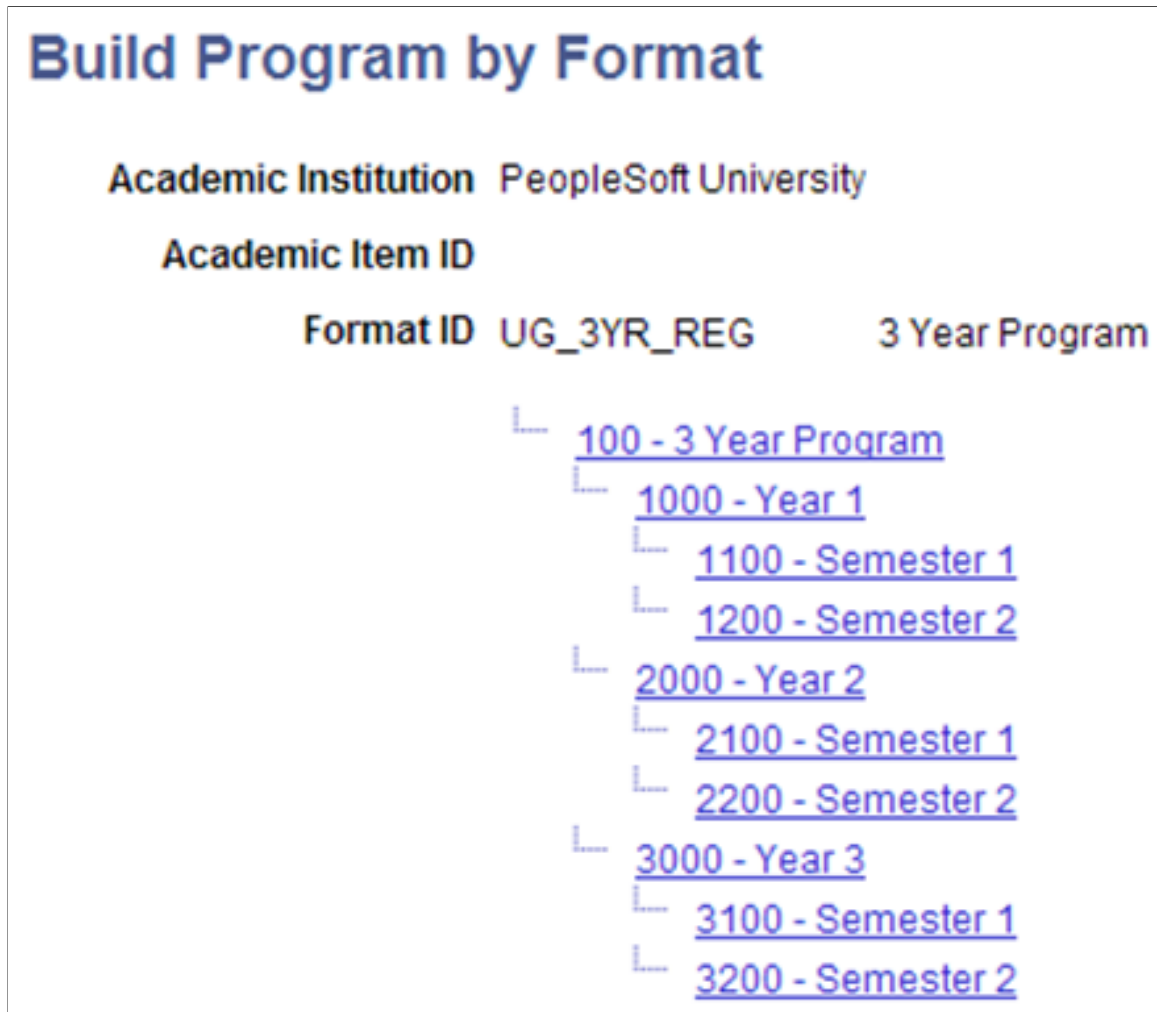 Build Program by Format
Academic Institution PeopleSoft University
Academic Item ID
Format ID UG_3YR_REG 3 Year Program
100 - 3 Year Program
1000 - Year 1
1100 - Semester 1
1200 - Semester 2
2000 - Year 2
2100 - Semester 1
2200 - Semester 2
3000 - Year 3
3100 - Semester 1
3200 - Semester 2